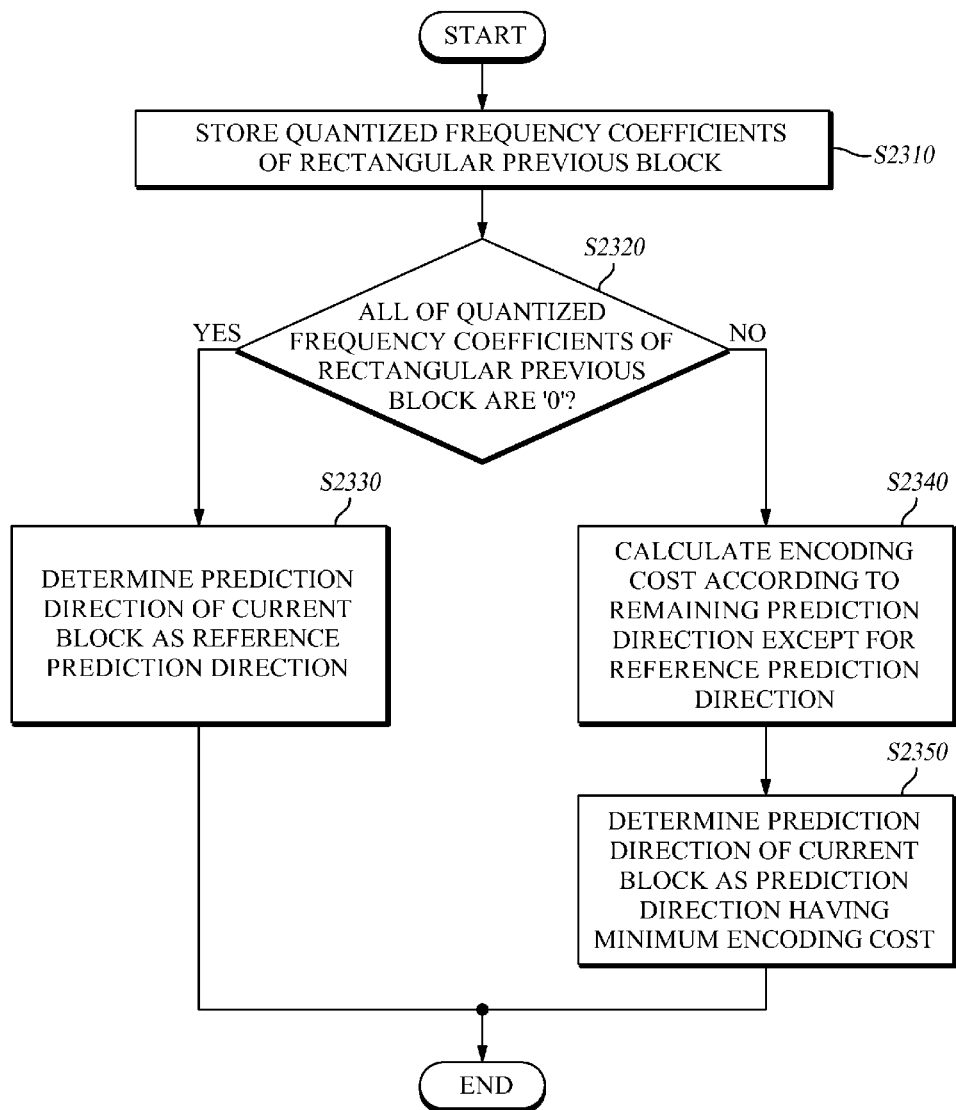 START
STORE QUANTIZED FREQUENCY COEFFICIENTS
OF RECTANGULAR PREVIOUS BLOCK
S2310
S2320
ALL OF QUANTIZED
FREQUENCY COEFFICIENTS OF
RECTANGULAR PREVIOUS
BLOCK ARE '0'?
YES
NO
S2330
DETERMINE PREDICTION
DIRECTION OF CURRENT
BLOCK AS REFERENCE
PREDICTION DIRECTION
S2340
CALCULATE ENCODING
COST ACCORDING TO
REMAINING PREDICTION
DIRECTION EXCEPT FOR
REFERENCE PREDICTION
DIRECTION
S2350
DETERMINE PREDICTION
DIRECTION OF CURRENT
BLOCK AS PREDICTION
DIRECTION HAVING
MINIMUM ENCODING COST
END